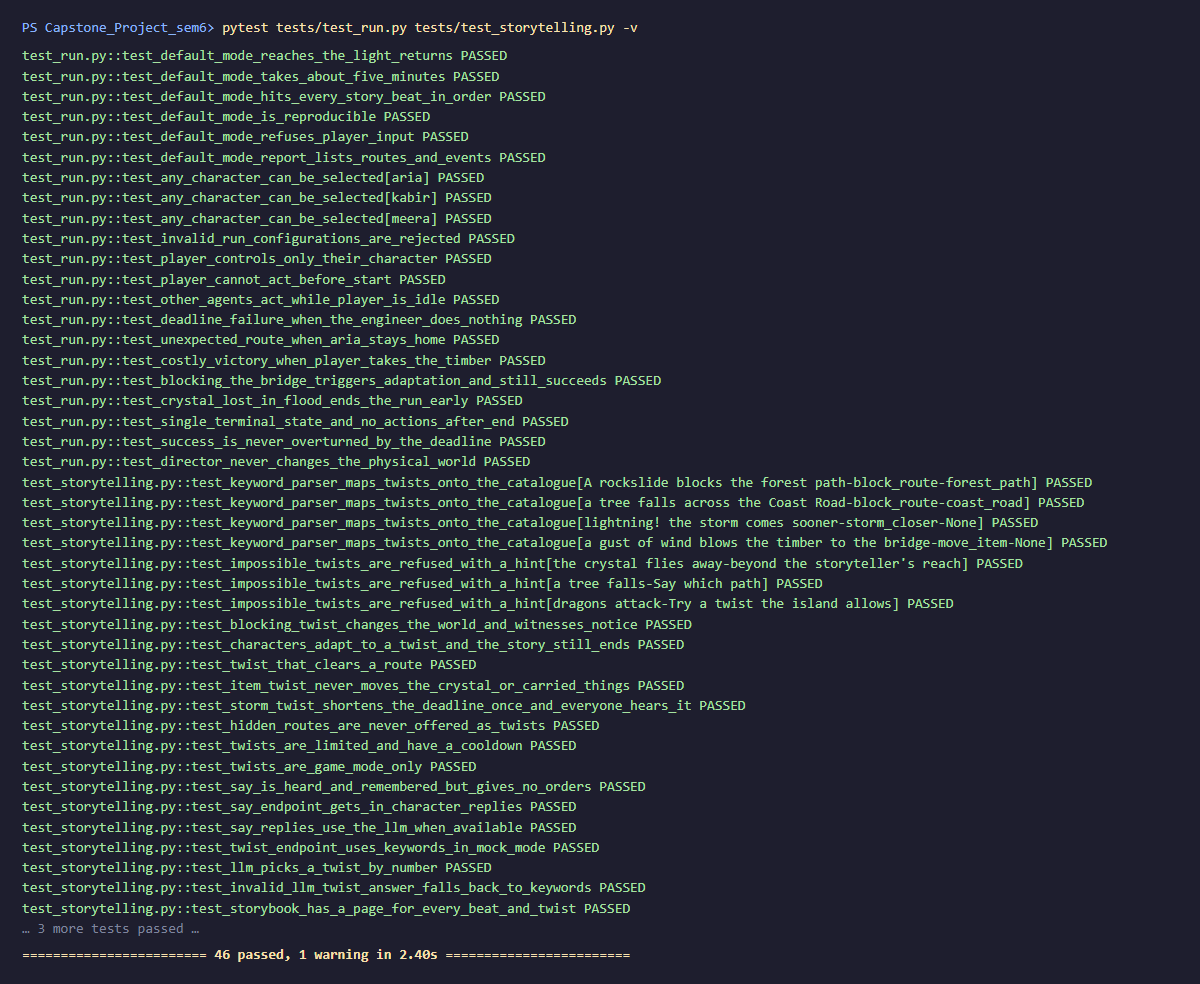 PS Capstone_Project_sem6> pytest tests/test_run.py tests/test_storytelling.py -v
test_run.py::test_default_mode_reaches_the_light_returns PASSED
test_run.py::test_default_mode_takes_about_five_minutes PASSED
test_run.py::test_default_mode_hits_every_story_beat_in_order PASSED
test_run.py::test_default_mode_is_reproducible PASSED
test_run.py::test_default_mode_refuses_player_input PASSED
test_run.py::test_default_mode_report_lists_routes_and_events PASSED
test_run.py::test_any_character_can_be_selected[aria] PASSED
test_run.py::test_any_character_can_be_selected[kabir] PASSED
test_run.py::test_any_character_can_be_selected[meera] PASSED
test_run.py::test_invalid_run_configurations_are_rejected PASSED
test_run.py::test_player_controls_only_their_character PASSED
test_run.py::test_player_cannot_act_before_start PASSED
test_run.py::test_other_agents_act_while_player_is_idle PASSED
test_run.py::test_deadline_failure_when_the_engineer_does_nothing PASSED
test_run.py::test_unexpected_route_when_aria_stays_home PASSED
test_run.py::test_costly_victory_when_player_takes_the_timber PASSED
test_run.py::test_blocking_the_bridge_triggers_adaptation_and_still_succeeds PASSED
test_run.py::test_crystal_lost_in_flood_ends_the_run_early PASSED
test_run.py::test_single_terminal_state_and_no_actions_after_end PASSED
test_run.py::test_success_is_never_overturned_by_the_deadline PASSED
test_run.py::test_director_never_changes_the_physical_world PASSED
test_storytelling.py::test_keyword_parser_maps_twists_onto_the_catalogue[A rockslide blocks the forest path-block_route-forest_path] PASSED
test_storytelling.py::test_keyword_parser_maps_twists_onto_the_catalogue[a tree falls across the Coast Road-block_route-coast_road] PASSED
test_storytelling.py::test_keyword_parser_maps_twists_onto_the_catalogue[lightning! the storm comes sooner-storm_closer-None] PASSED
test_storytelling.py::test_keyword_parser_maps_twists_onto_the_catalogue[a gust of wind blows the timber to the bridge-move_item-None] PASSED
test_storytelling.py::test_impossible_twists_are_refused_with_a_hint[the crystal flies away-beyond the storyteller's reach] PASSED
test_storytelling.py::test_impossible_twists_are_refused_with_a_hint[a tree falls-Say which path] PASSED
test_storytelling.py::test_impossible_twists_are_refused_with_a_hint[dragons attack-Try a twist the island allows] PASSED
test_storytelling.py::test_blocking_twist_changes_the_world_and_witnesses_notice PASSED
test_storytelling.py::test_characters_adapt_to_a_twist_and_the_story_still_ends PASSED
test_storytelling.py::test_twist_that_clears_a_route PASSED
test_storytelling.py::test_item_twist_never_moves_the_crystal_or_carried_things PASSED
test_storytelling.py::test_storm_twist_shortens_the_deadline_once_and_everyone_hears_it PASSED
test_storytelling.py::test_hidden_routes_are_never_offered_as_twists PASSED
test_storytelling.py::test_twists_are_limited_and_have_a_cooldown PASSED
test_storytelling.py::test_twists_are_game_mode_only PASSED
test_storytelling.py::test_say_is_heard_and_remembered_but_gives_no_orders PASSED
test_storytelling.py::test_say_endpoint_gets_in_character_replies PASSED
test_storytelling.py::test_say_replies_use_the_llm_when_available PASSED
test_storytelling.py::test_twist_endpoint_uses_keywords_in_mock_mode PASSED
test_storytelling.py::test_llm_picks_a_twist_by_number PASSED
test_storytelling.py::test_invalid_llm_twist_answer_falls_back_to_keywords PASSED
test_storytelling.py::test_storybook_has_a_page_for_every_beat_and_twist PASSED
… 3 more tests passed …
======================== 46 passed, 1 warning in 2.40s ========================